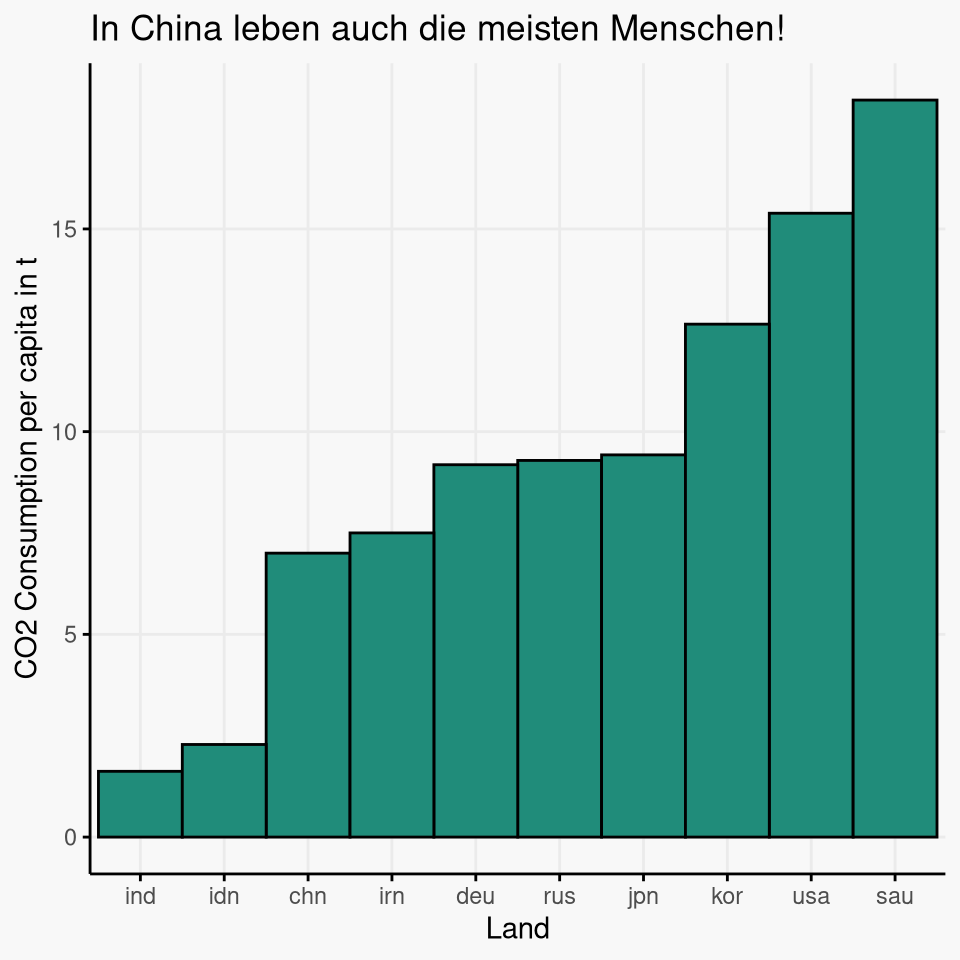 In China leben auch die meisten Menschen!
CO2 Consumption per capita in t
15
10
5
0
ind idn chn irn deu rus jpn kor usa sau
Land